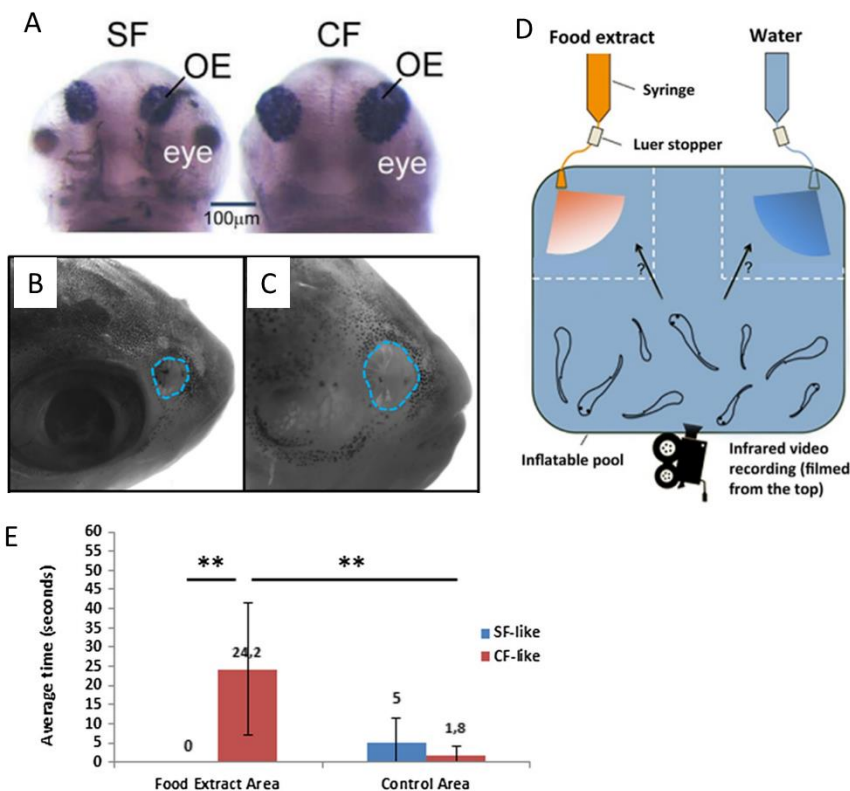 A
SF
CF
OE
OE
eye
eye
100μm
B
C
D
Food extract
Water
Syringe
Luer stopper
?
?
Inflatable pool
Infrared video
recording (filmed
from the top)
E
Average time (seconds)
60
55
50
45
40
35
30
25
20
15
10
5
0
**
**
24,2
0
5
1,8
SF-like
CF-like
Food Extract Area
Control Area